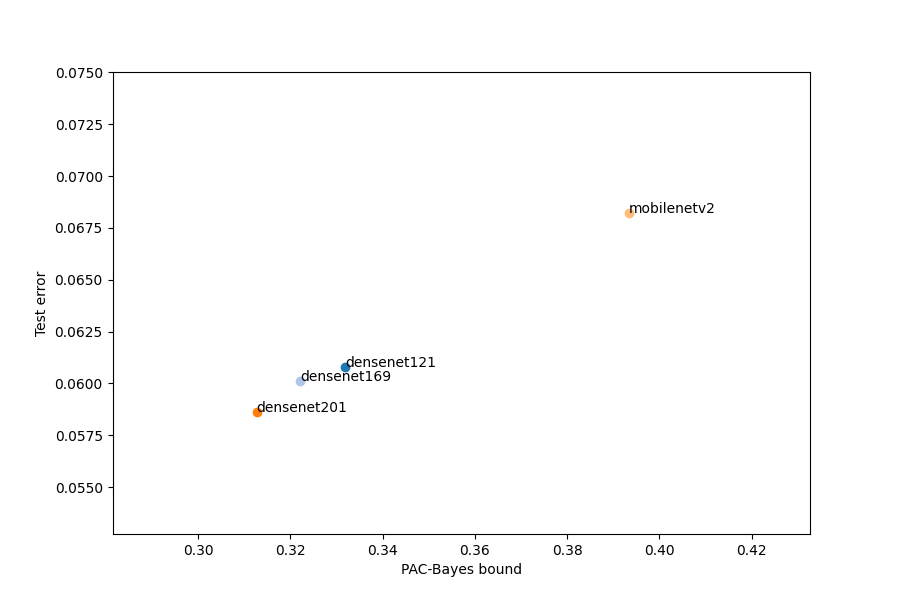 0.0750
0.0725
0.0700
0.0675
0.0650
0.0625
0.0600
0.0575
0.0550
Test error
mobilenetv2
densenet121
densenet169
densenet201
0.30 0.32 0.34 0.36 0.38 0.40 0.42
PAC-Bayes bound